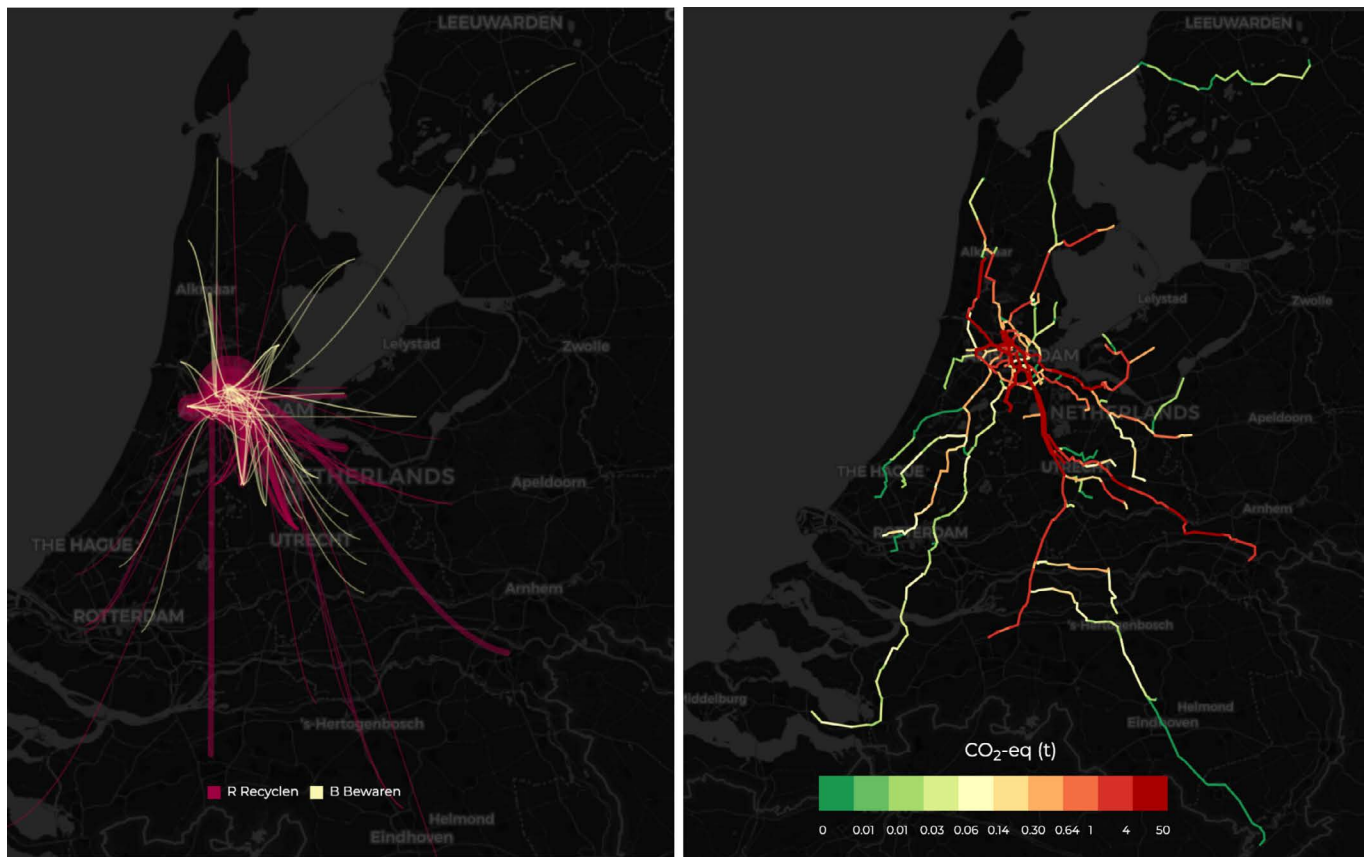 LEEUWARDEN
Alkmaar
Lelystad
Zwolle
NETHERLANDS
Apeldoorn
THE HAGUE
UTRECHT
Arnhem
ROTTERDAM
's-Hertogenbosch
R Recyclen B Bewaren
Helmond
Eindhoven
LEEUWARDEN
Alkmaar
Lelystad
Zwolle
NETHERLANDS
Apeldoorn
THE HAGUE
UTRECHT
Arnhem
ROTTERDAM
's-Hertogenbosch
Middelburg
Helmond
Eindhoven
CO₂-eq (t)
0 0.01 0.01 0.03 0.06 0.14 0.30 0.64 1 4 50